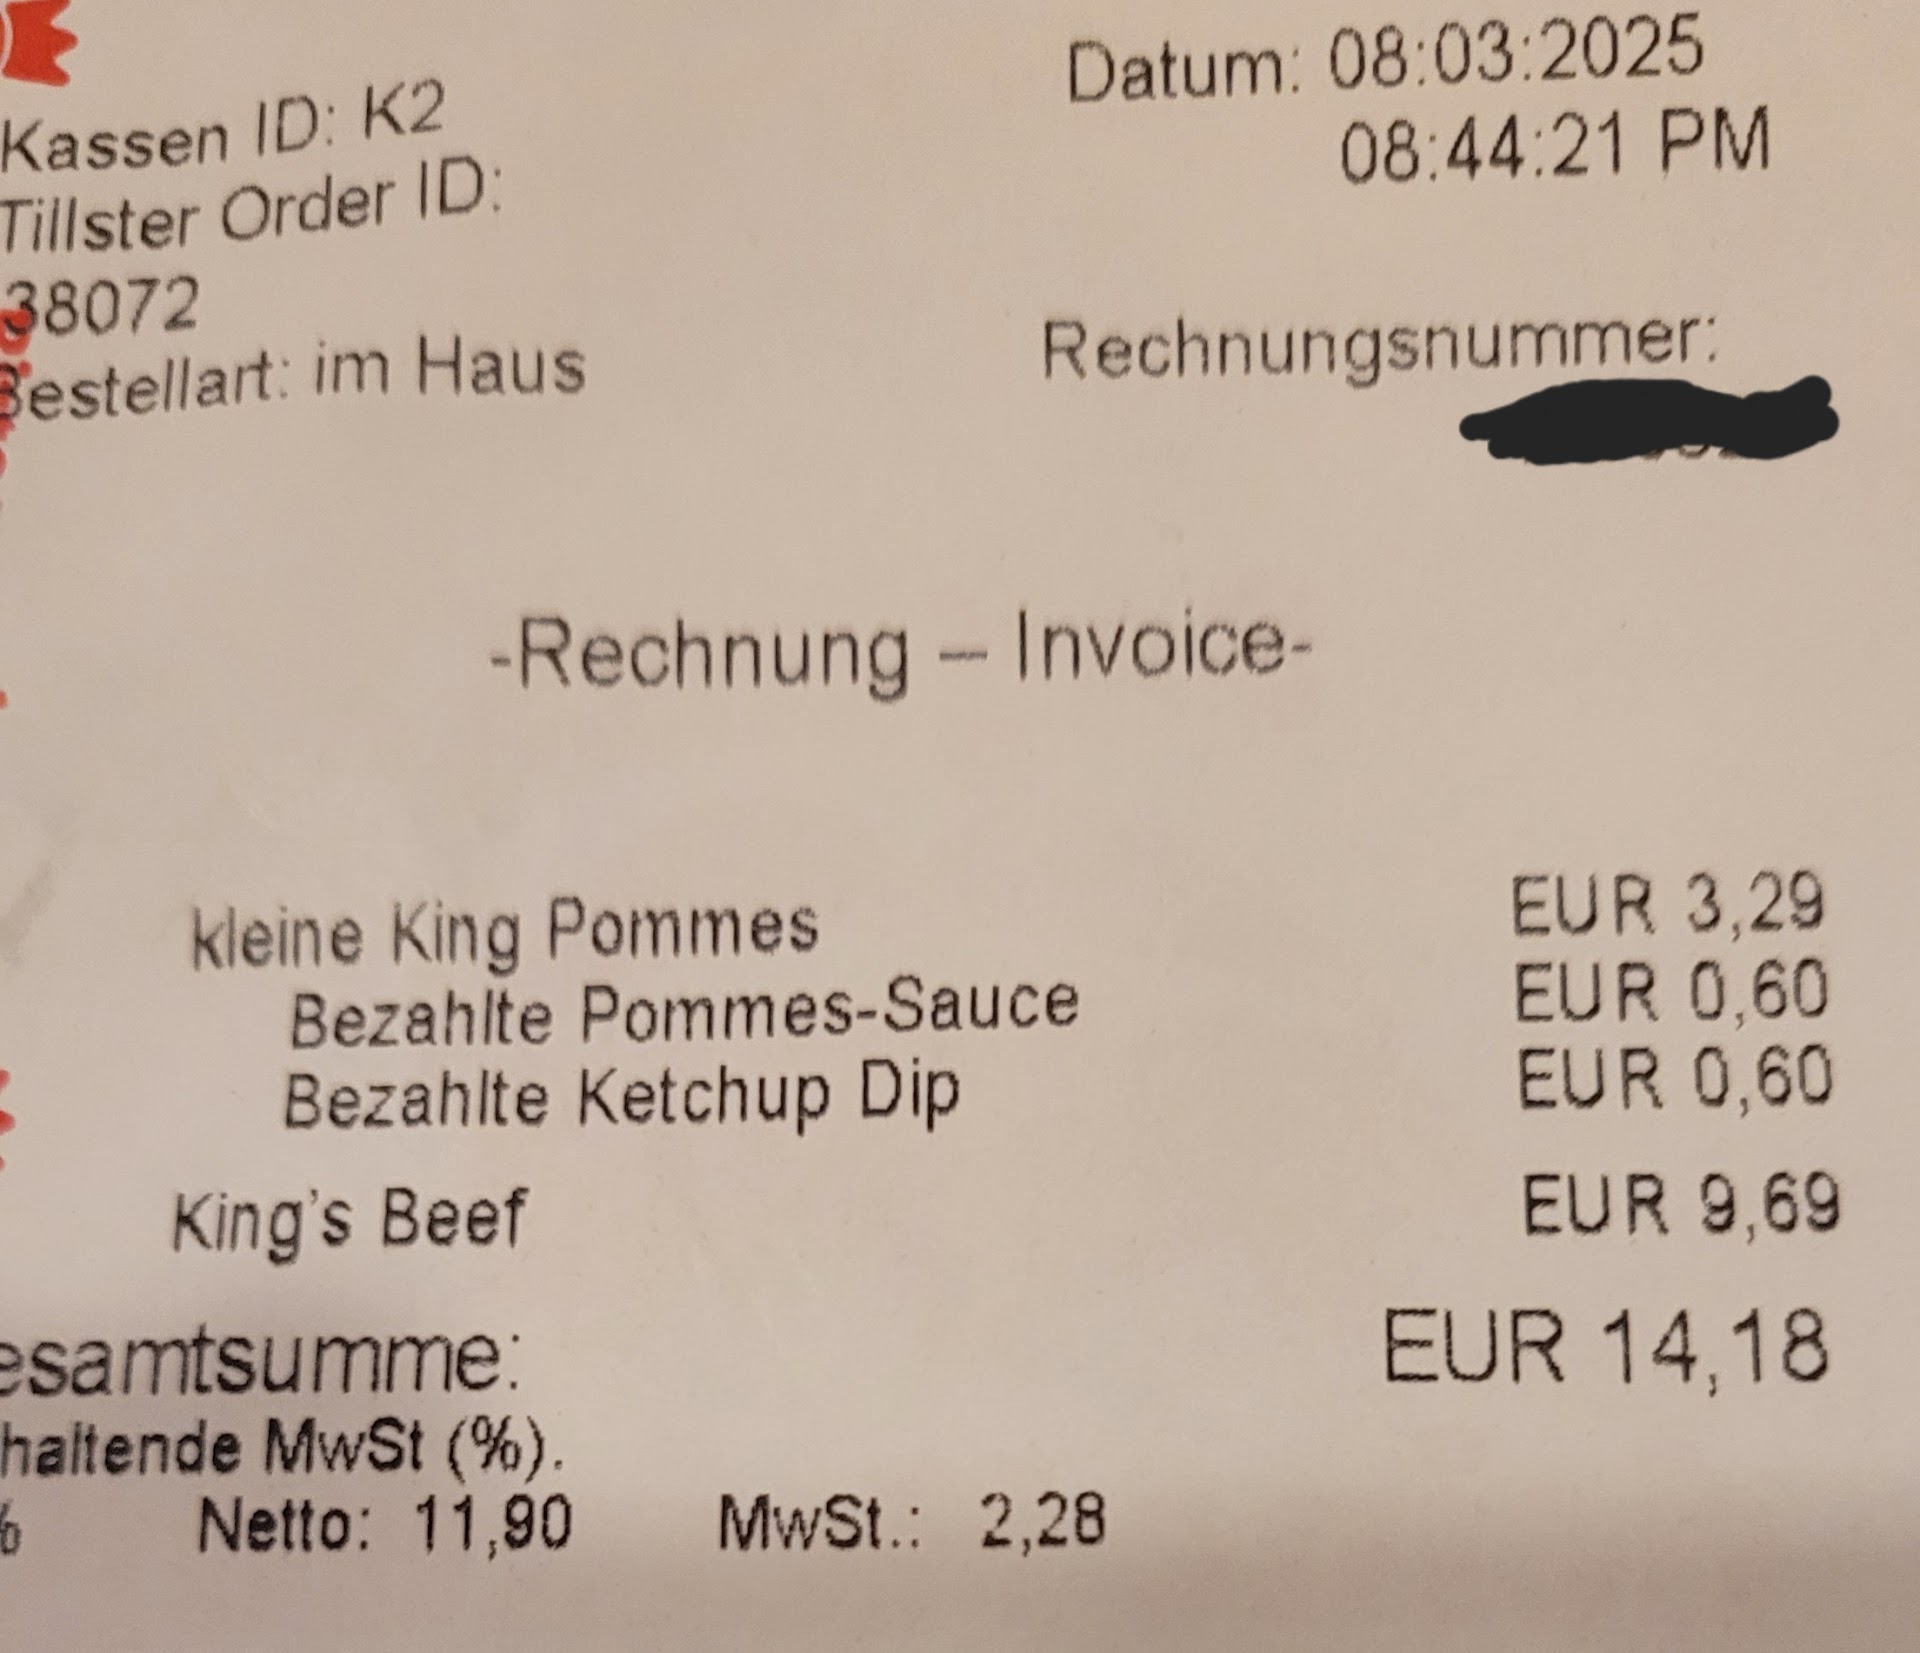 Kassen ID: K2
Tillster Order ID:
38072
Bestellart: im Haus
Datum: 08:03:2025
08:44:21 PM
Rechnungsnummer:
-Rechnung – Invoice-
kleine King Pommes EUR 3,29
Bezahlte Pommes-Sauce EUR 0,60
Bezahlte Ketchup Dip EUR 0,60
King's Beef EUR 9,69
esamtsumme: EUR 14,18
haltende MwSt (%).
% Netto: 11,90 MwSt.: 2,28